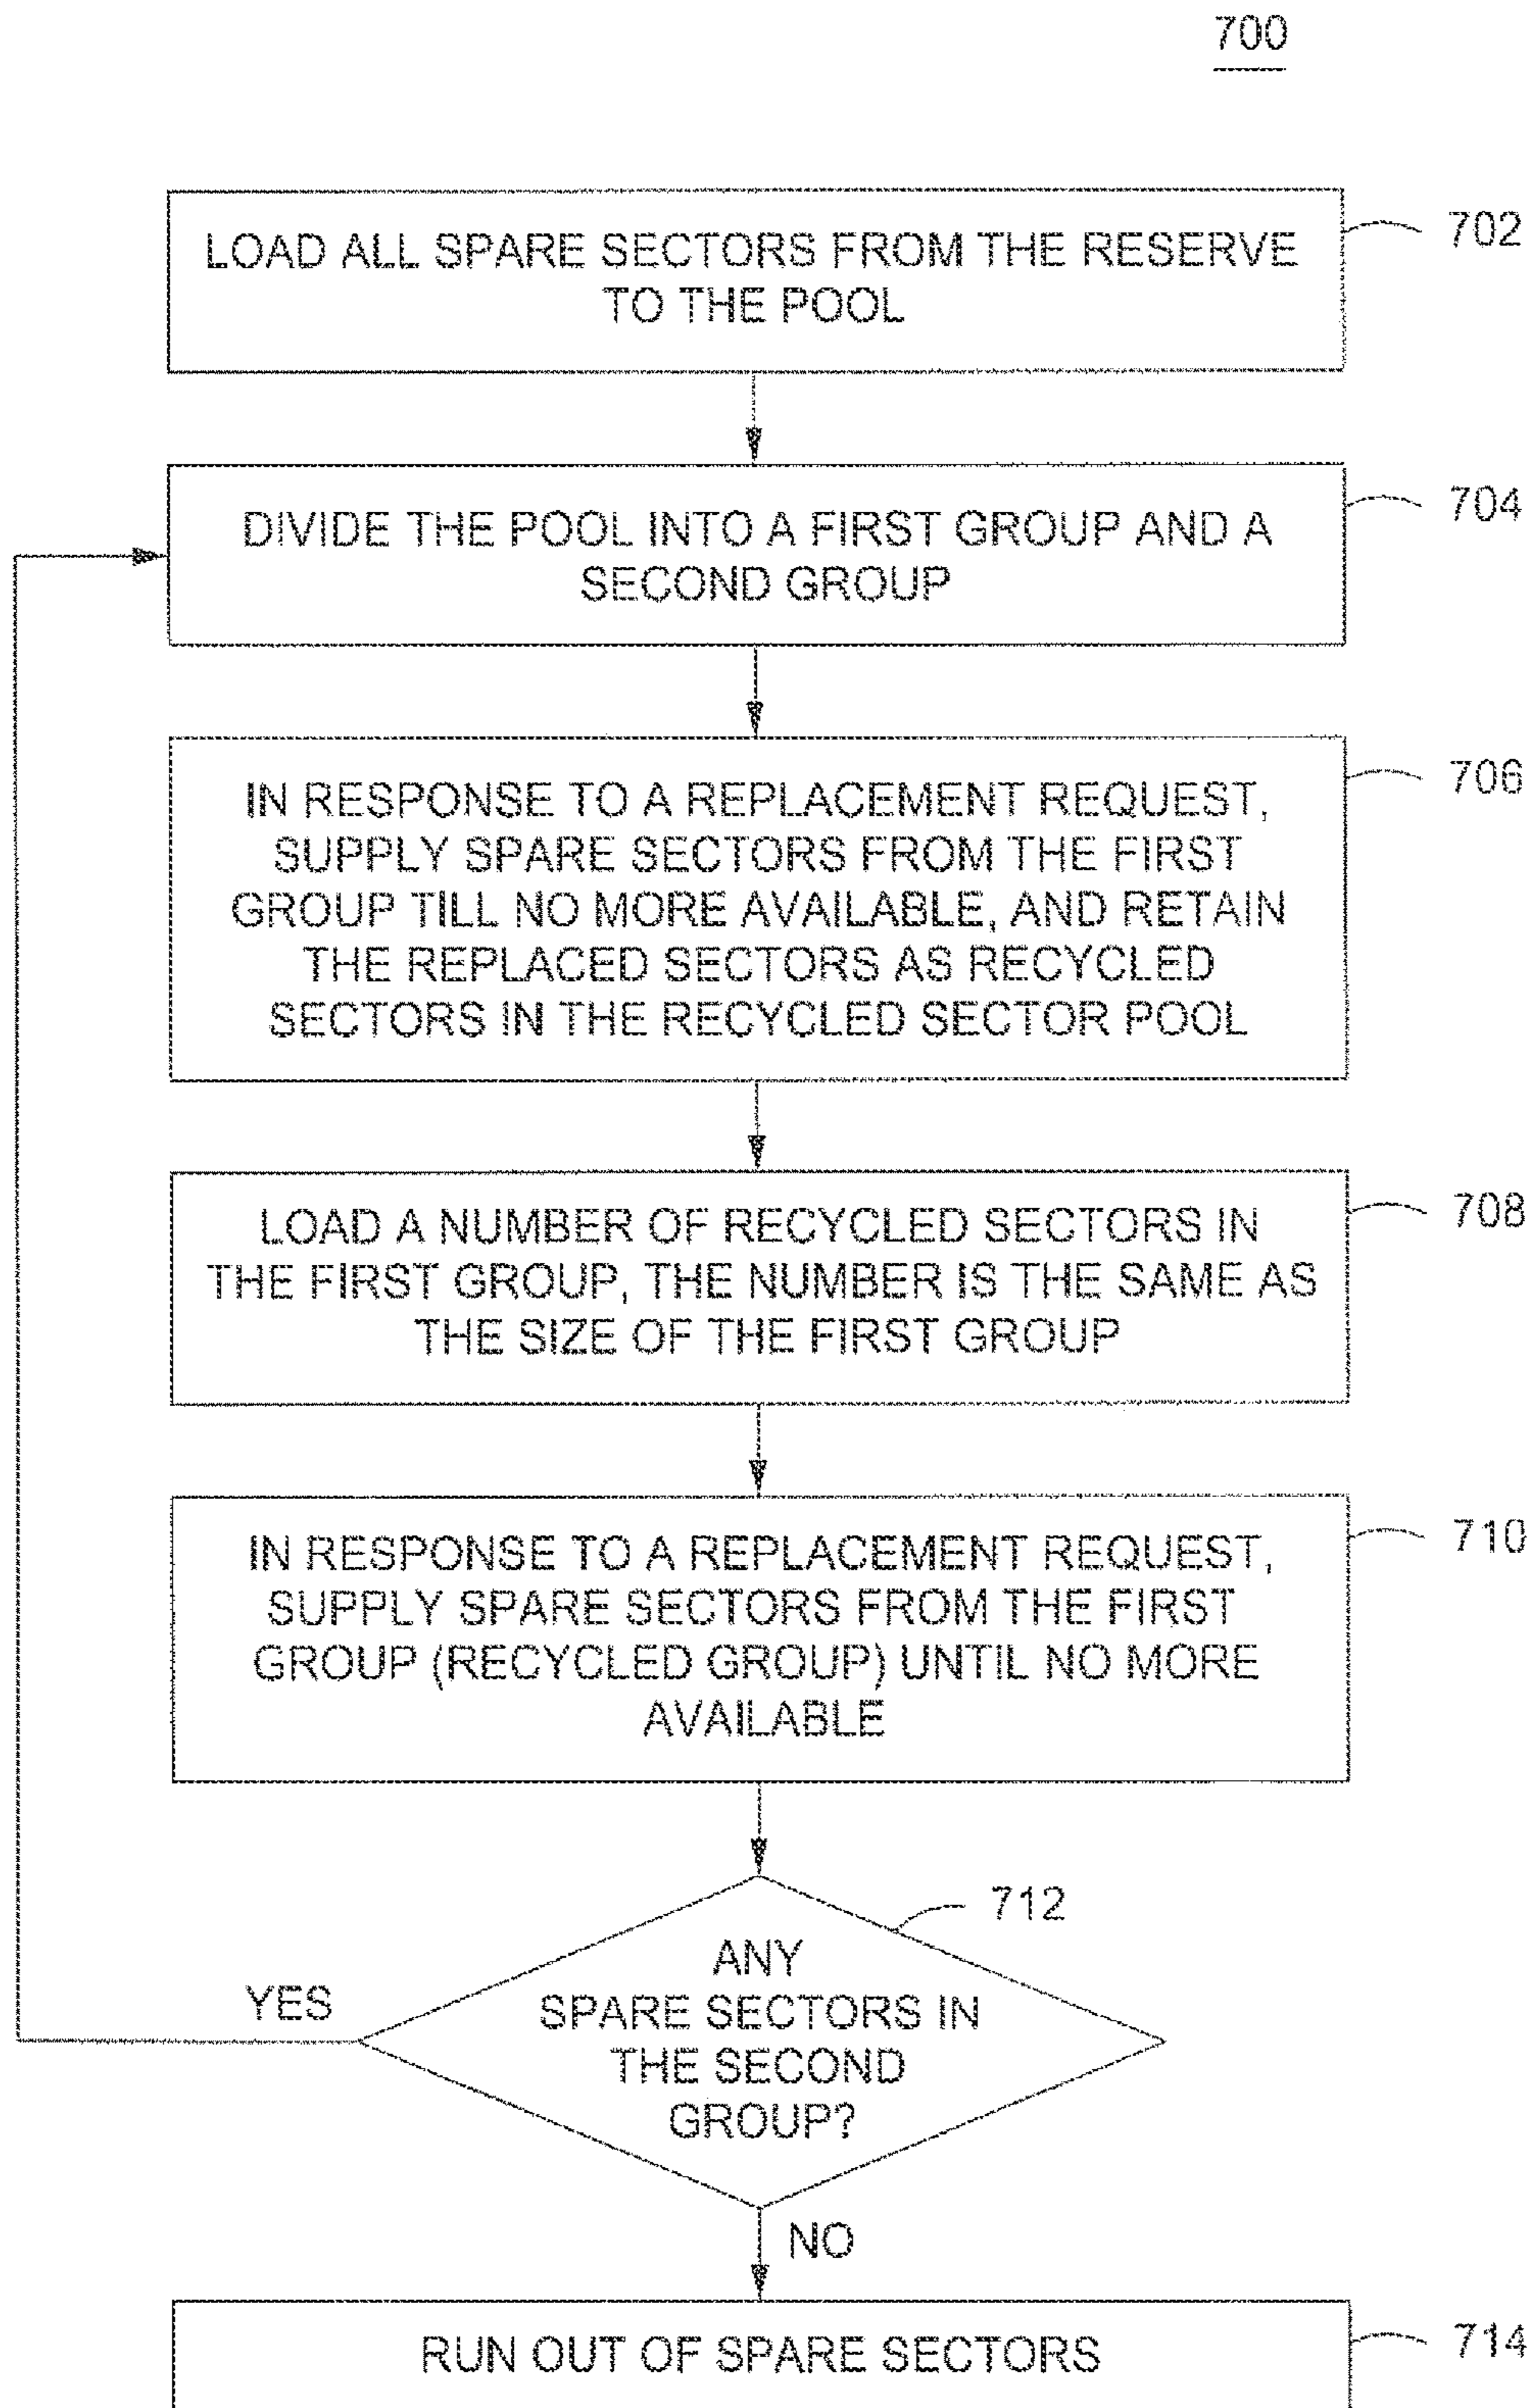 700
LOAD ALL SPARE SECTORS FROM THE RESERVE
TO THE POOL
702
DIVIDE THE POOL INTO A FIRST GROUP AND A
SECOND GROUP
704
IN RESPONSE TO A REPLACEMENT REQUEST,
SUPPLY SPARE SECTORS FROM THE FIRST
GROUP TILL NO MORE AVAILABLE, AND RETAIN
THE REPLACED SECTORS AS RECYCLED
SECTORS IN THE RECYCLED SECTOR POOL
706
LOAD A NUMBER OF RECYCLED SECTORS IN
THE FIRST GROUP, THE NUMBER IS THE SAME AS
THE SIZE OF THE FIRST GROUP
708
IN RESPONSE TO A REPLACEMENT REQUEST,
SUPPLY SPARE SECTORS FROM THE FIRST
GROUP (RECYCLED GROUP) UNTIL NO MORE
AVAILABLE
710
712
ANY
SPARE SECTORS IN
THE SECOND
GROUP?
YES
NO
RUN OUT OF SPARE SECTORS
714